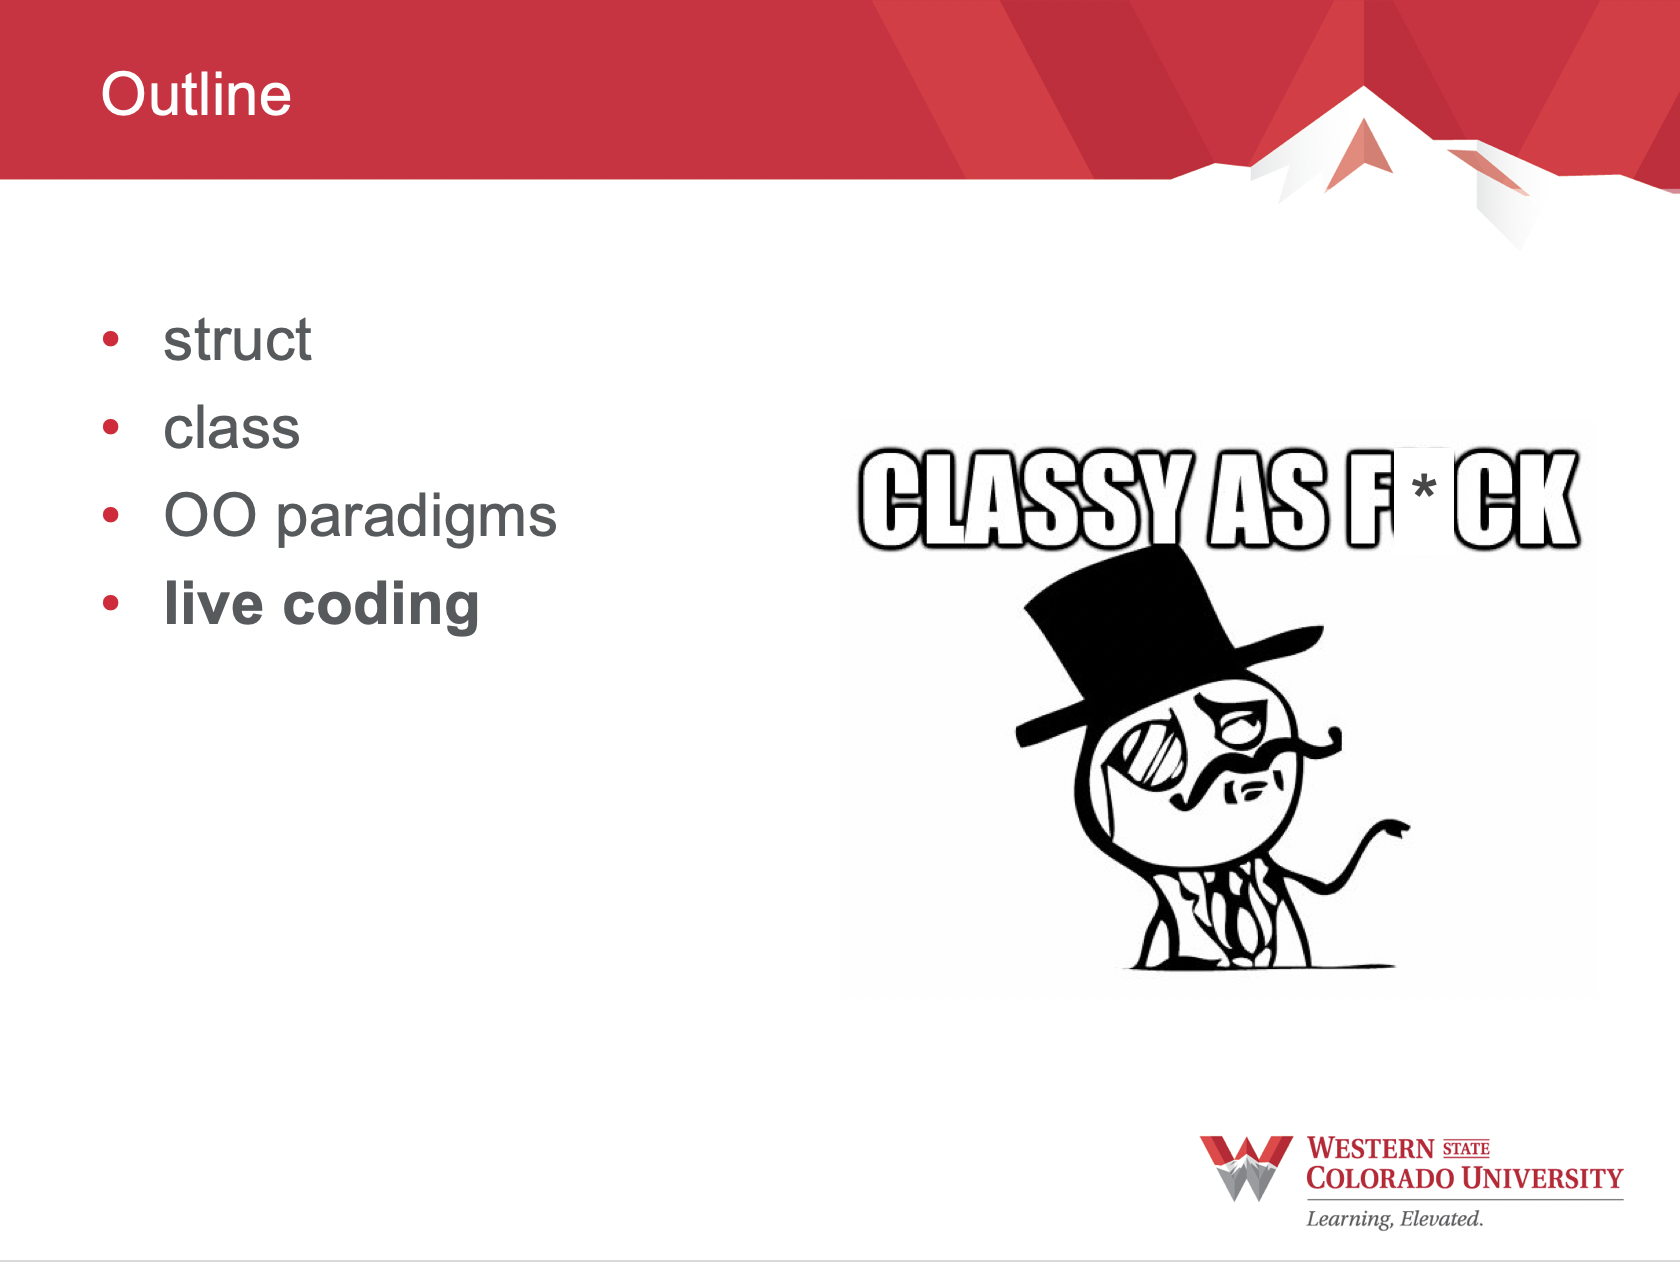 Outline
• struct
• class
• OO paradigms
• live coding
CLASSY AS F*CK
WESTERN STATE
COLORADO UNIVERSITY
Learning, Elevated.